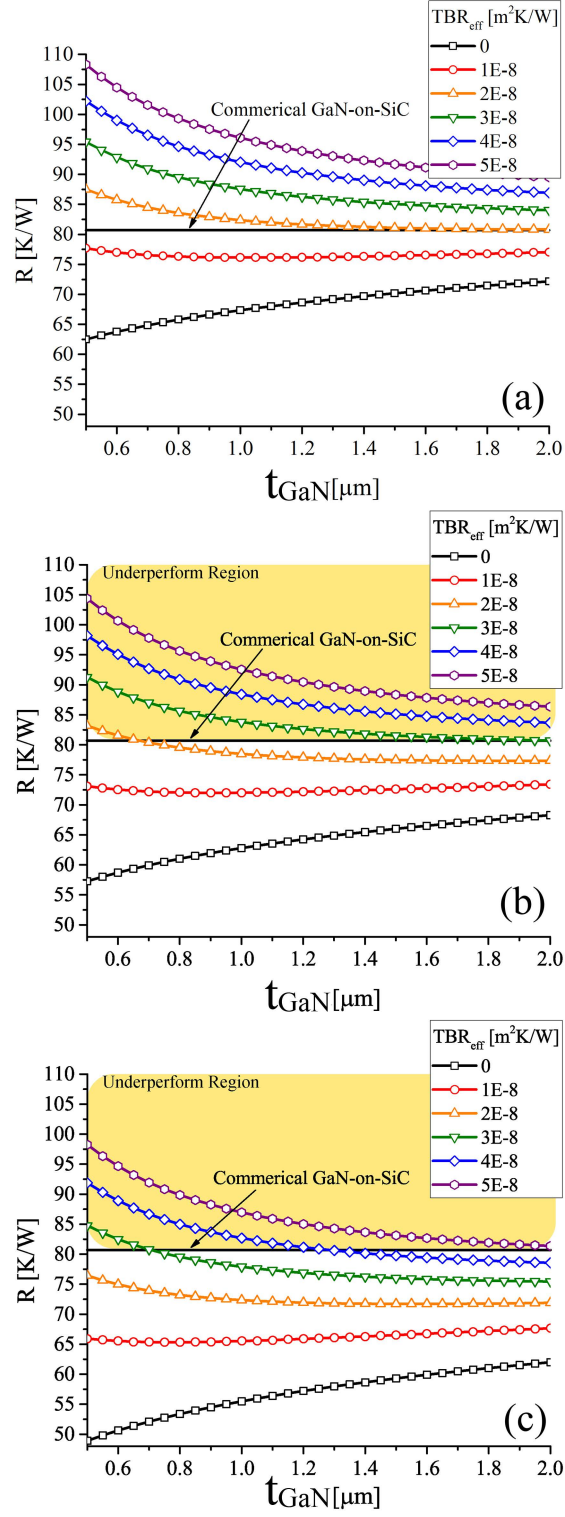 TBReff [m²K/W]
0
1E-8
2E-8
3E-8
4E-8
5E-8
Commerical GaN-on-SiC
110
105
100
95
90
85
80
75
70
65
60
55
50
R [K/W]
(a)
0.6 0.8 1.0 1.2 1.4 1.6 1.8 2.0
tGaN[μm]
TBReff [m²K/W]
0
1E-8
2E-8
3E-8
4E-8
5E-8
Underperform Region
Commerical GaN-on-SiC
110
105
100
95
90
85
80
75
70
65
60
55
50
R [K/W]
(b)
0.6 0.8 1.0 1.2 1.4 1.6 1.8 2.0
tGaN[μm]
TBReff [m²K/W]
0
1E-8
2E-8
3E-8
4E-8
5E-8
Underperform Region
Commerical GaN-on-SiC
110
105
100
95
90
85
80
75
70
65
60
55
50
R [K/W]
(c)
0.6 0.8 1.0 1.2 1.4 1.6 1.8 2.0
tGaN[μm]